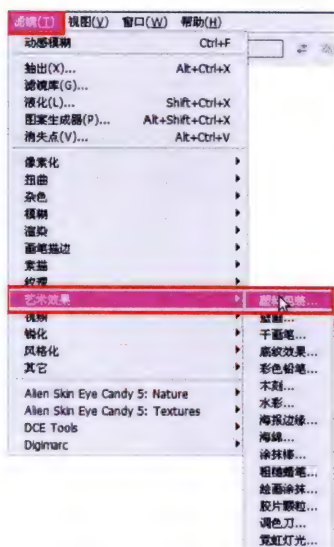 滤镜(T) 视图(V) 窗口(W) 帮助(H)
动感模糊 Ctrl+F
抽出(X)... Alt+Ctrl+X
滤镜库(G)...
液化(L)... Shift+Ctrl+X
图案生成器(P)... Alt+Shift+Ctrl+X
消失点(V)... Alt+Ctrl+V
像素化
扭曲
杂色
模糊
渲染
画笔描边
素描
纹理
艺术效果
视频
锐化
风格化
其它
Alien Skin Eye Candy 5: Nature
Alien Skin Eye Candy 5: Textures
DCE Tools
Digimarc
壁画...
干画笔...
底纹效果...
彩色铅笔...
木刻...
水彩...
海报边缘...
海绵...
涂抹棒...
粗糙蜡笔...
绘画涂抹...
胶片颗粒...
调色刀...
霓虹灯光...